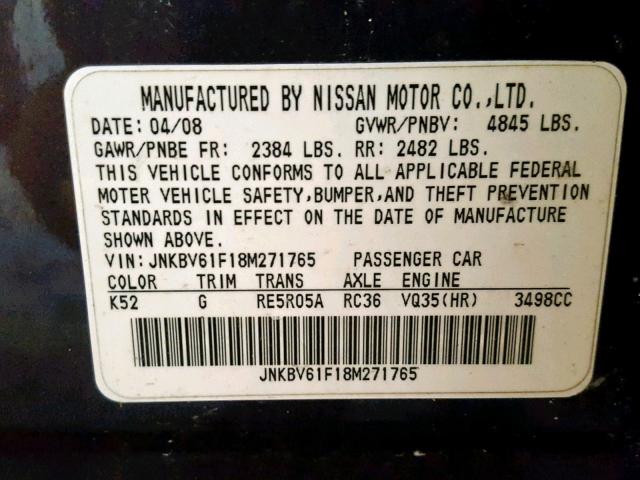 MANUFACTURED BY NISSAN MOTOR CO.,LTD.
DATE: 04/08 GVWR/PNBV: 4845 LBS.
GAWR/PNBE FR: 2384 LBS. RR: 2482 LBS.
THIS VEHICLE CONFORMS TO ALL APPLICABLE FEDERAL
MOTER VEHICLE SAFETY,BUMPER,AND THEFT PREVENTION
STANDARDS IN EFFECT ON THE DATE OF MANUFACTURE
SHOWN ABOVE.
VIN: JNKBV61F18M271765 PASSENGER CAR
COLOR TRIM TRANS AXLE ENGINE
K52 G RE5R05A RC36 VQ35(HR) 3498CC
JNKBV61F18M271765